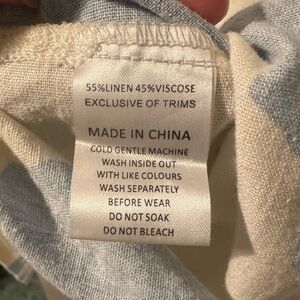 55%LINEN 45%VISCOSE
EXCLUSIVE OF TRIMS
MADE IN CHINA
COLD GENTLE MACHINE
WASH INSIDE OUT
WITH LIKE COLOURS
WASH SEPARATELY
BEFORE WEAR
DO NOT SOAK
DO NOT BLEACH